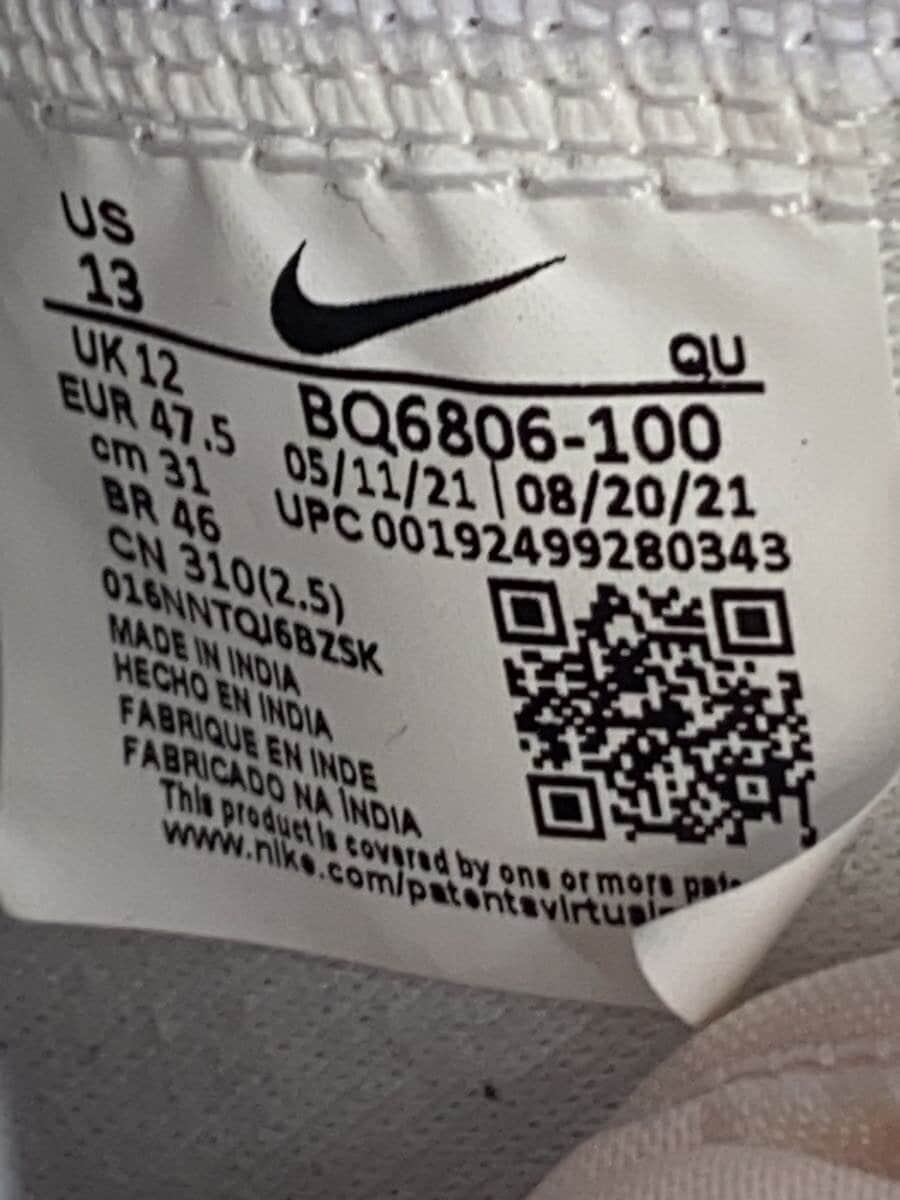 US
13
QU
UK 12
EUR 47.5
cm 31
BR 46
CN 310(2.5)
BQ6806-100
05/11/21 | 08/20/21
UPC 00192499280343
016NNTQJ6BZSK
MADE IN INDIA
HECHO EN INDIA
FABRIQUE EN INDE
FABRICADO NA ÍNDIA
This product is covered by one or more
www.nike.com/patentsvirtual